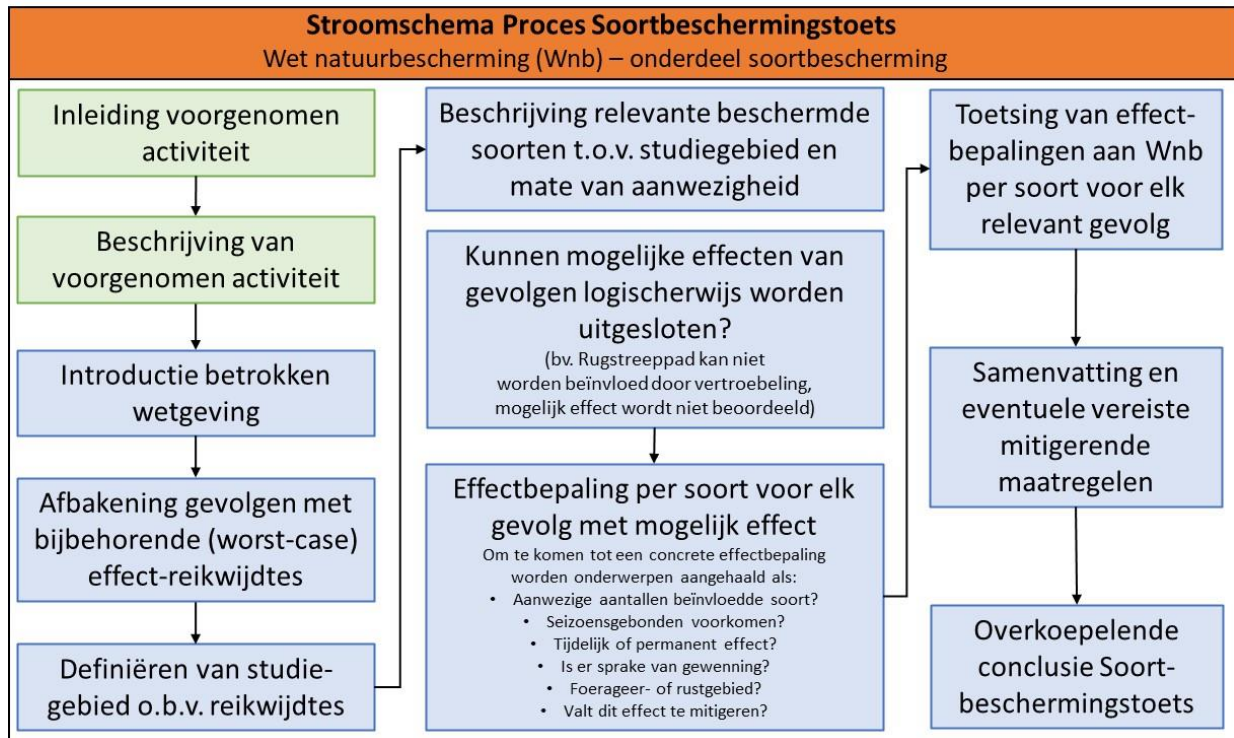 Stroomschema Proces Soortbeschermingstoets
Wet natuurbescherming (Wnb) – onderdeel soortbescherming
Inleiding voorgenomen
activiteit
Beschrijving van
voorgenomen activiteit
Introductie betrokken
wetgeving
Afbakening gevolgen met
bijbehorende (worst-case)
effect-reikwijdtes
Definiëren van studie-
gebied o.b.v. reikwijdtes
Beschrijving relevante beschermde
soorten t.o.v. studiegebied en
mate van aanwezigheid
Kunnen mogelijke effecten van
gevolgen logischerwijs worden
uitgesloten?
(bv. Rugstreeppad kan niet
worden beïnvloed door vertroebeling,
mogelijk effect wordt niet beoordeeld)
Effectbepaling per soort voor elk
gevolg met mogelijk effect
Om te komen tot een concrete effectbepaling
worden onderwerpen aangehaald als:
• Aanwezige aantallen beïnvloedde soort?
• Seizoensgebonden voorkomen?
• Tijdelijk of permanent effect?
• Is er sprake van gewenning?
• Foerageer- of rustgebied?
• Valt dit effect te mitigeren?
Toetsing van effect-
bepalingen aan Wnb
per soort voor elk
relevant gevolg
Samenvatting en
eventuele vereiste
mitigerende
maatregelen
Overkoepelende
conclusie Soort-
beschermingstoets